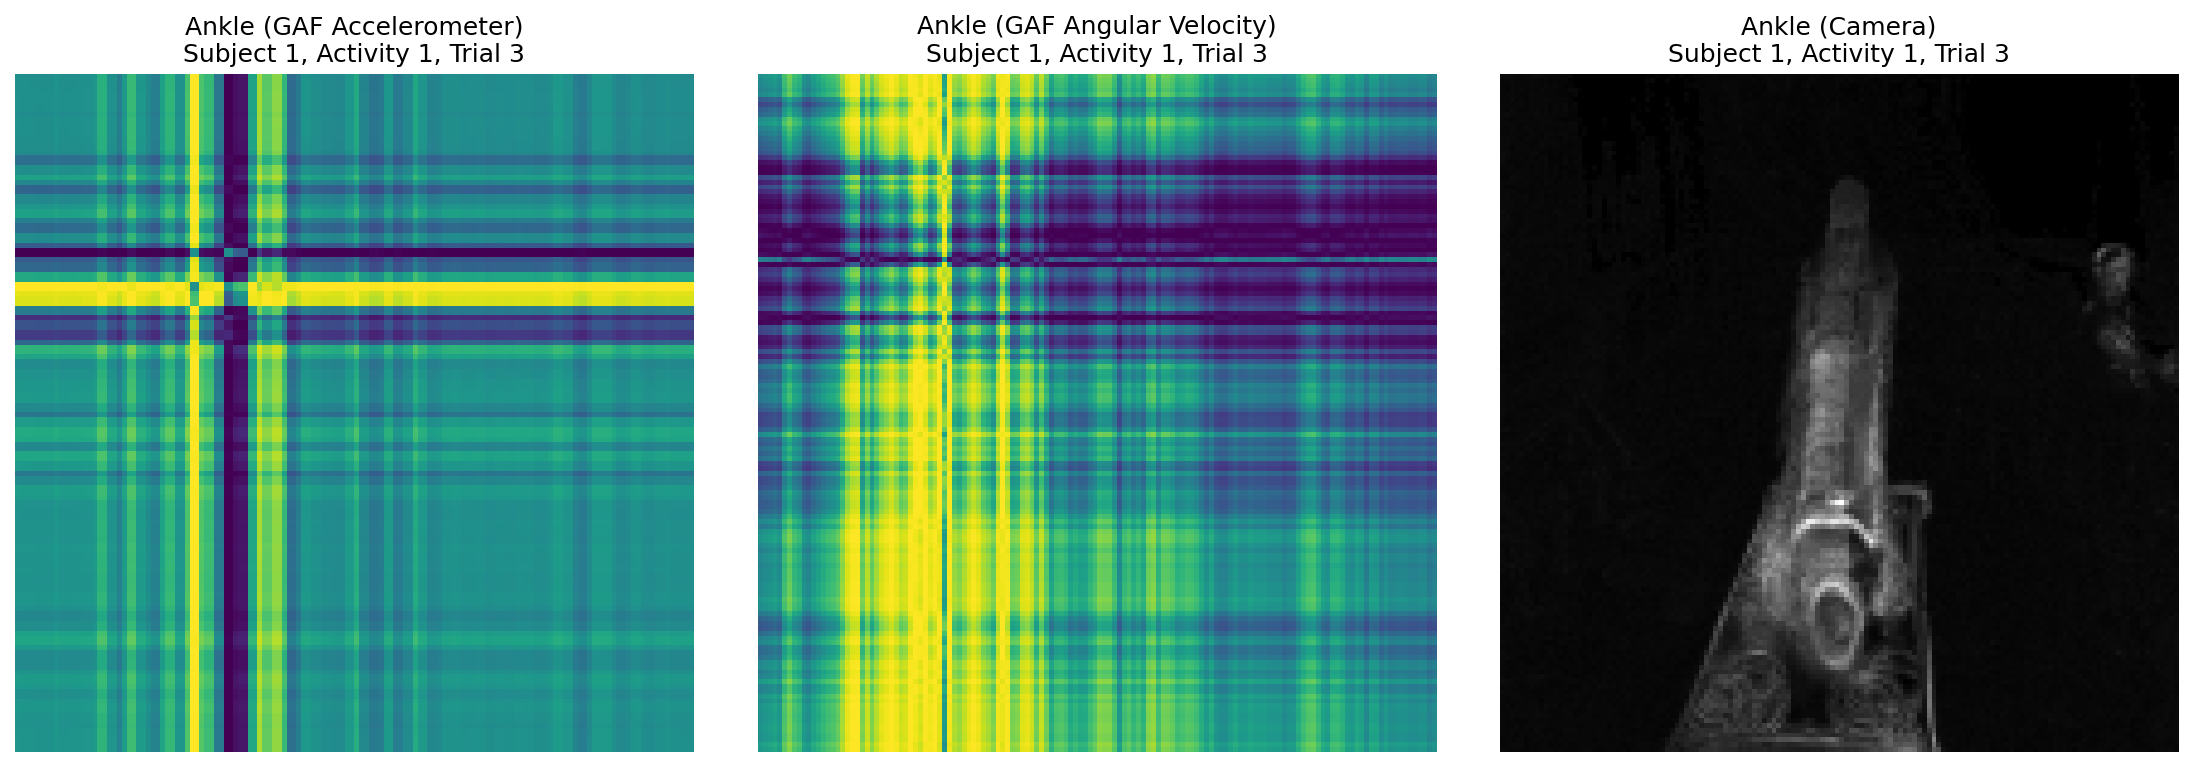 Ankle (GAF Accelerometer)
Subject 1, Activity 1, Trial 3
Ankle (GAF Angular Velocity)
Subject 1, Activity 1, Trial 3
Ankle (Camera)
Subject 1, Activity 1, Trial 3